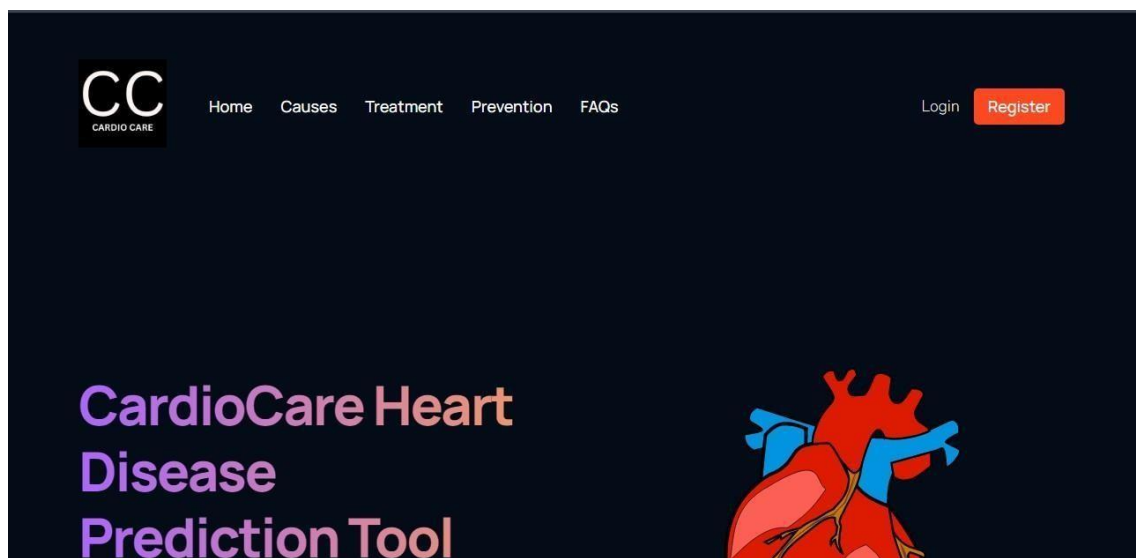 CC
CARDIO CARE
Home Causes Treatment Prevention FAQs Login Register
CardioCare Heart
Disease
Prediction Tool